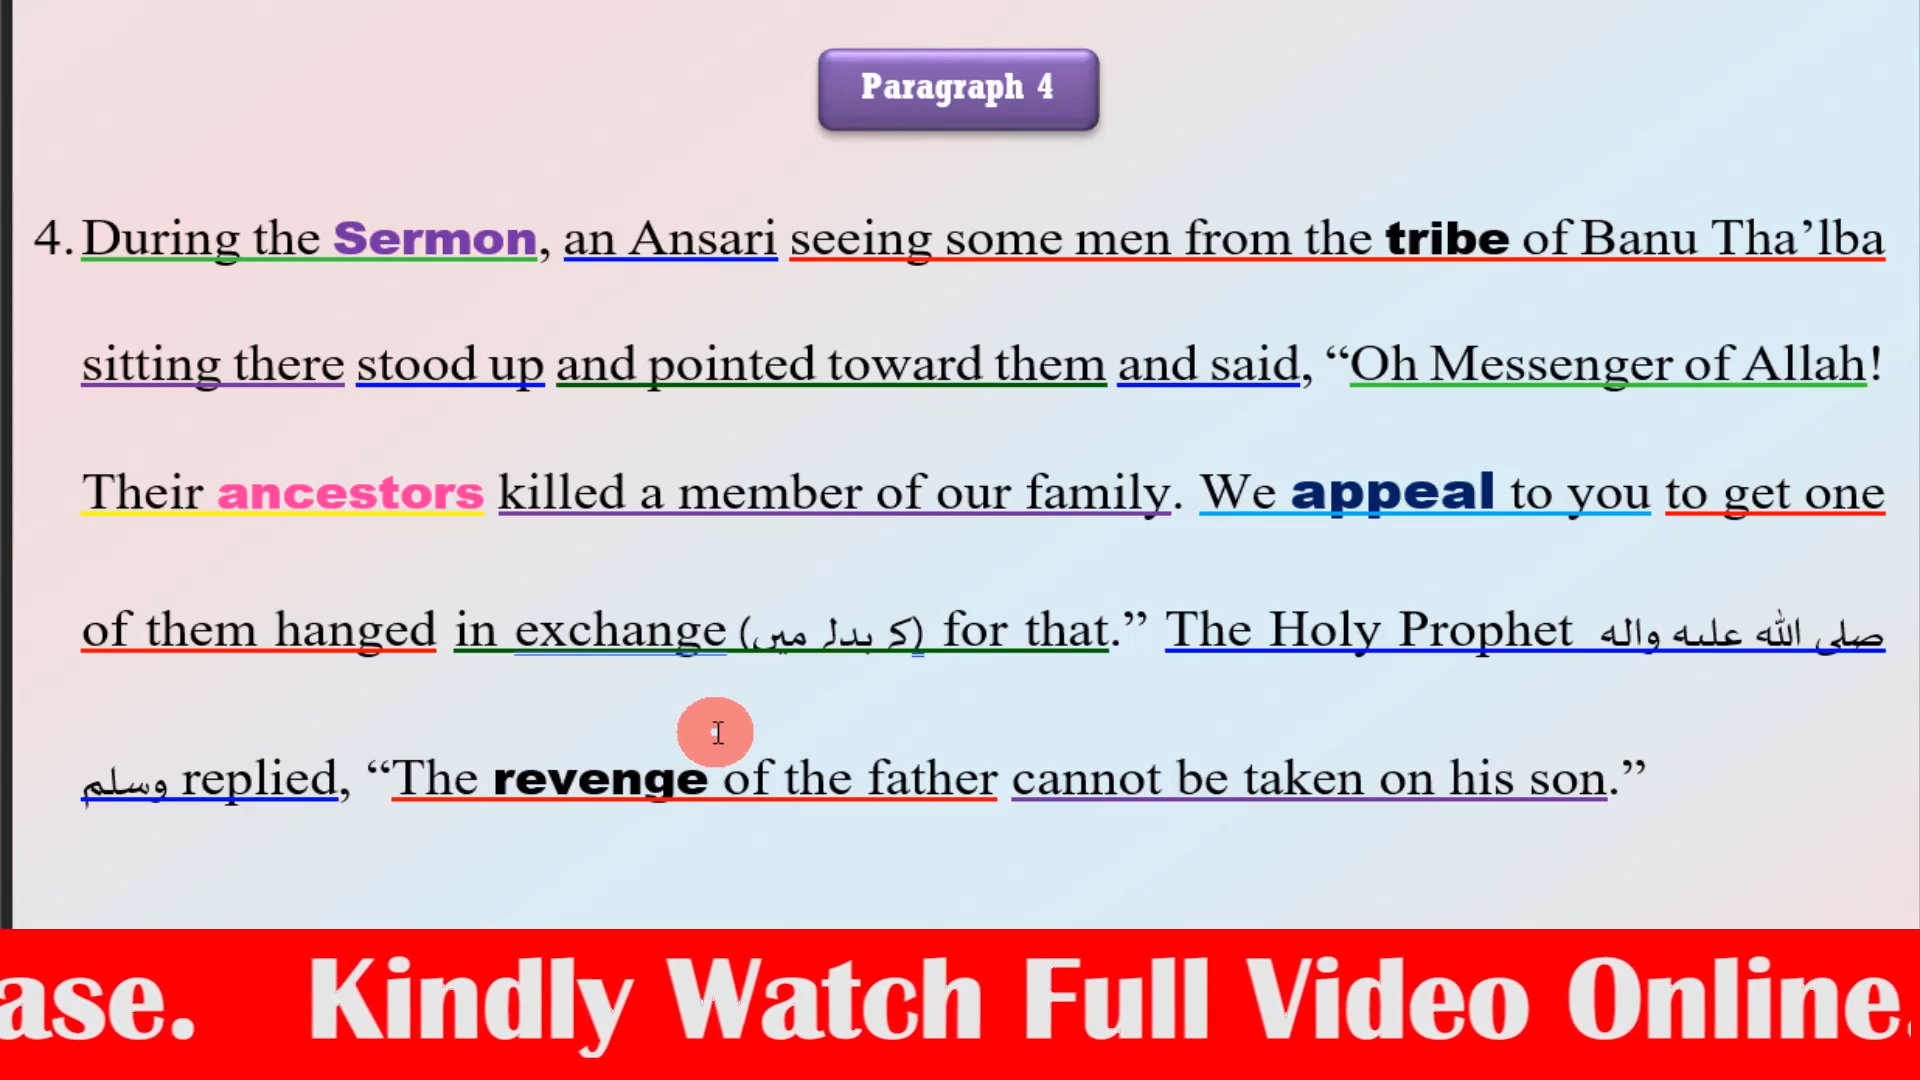 Paragraph 4
4. During the Sermon, an Ansari seeing some men from the tribe of Banu Tha’lba
sitting there stood up and pointed toward them and said, “Oh Messenger of Allah!
Their ancestors killed a member of our family. We appeal to you to get one
of them hanged in exchange (کے بدلے میں) for that.” The Holy Prophet صلى الله عليه واله
وسلم replied, “The revenge of the father cannot be taken on his son.”
ase. Kindly Watch Full Video Online.